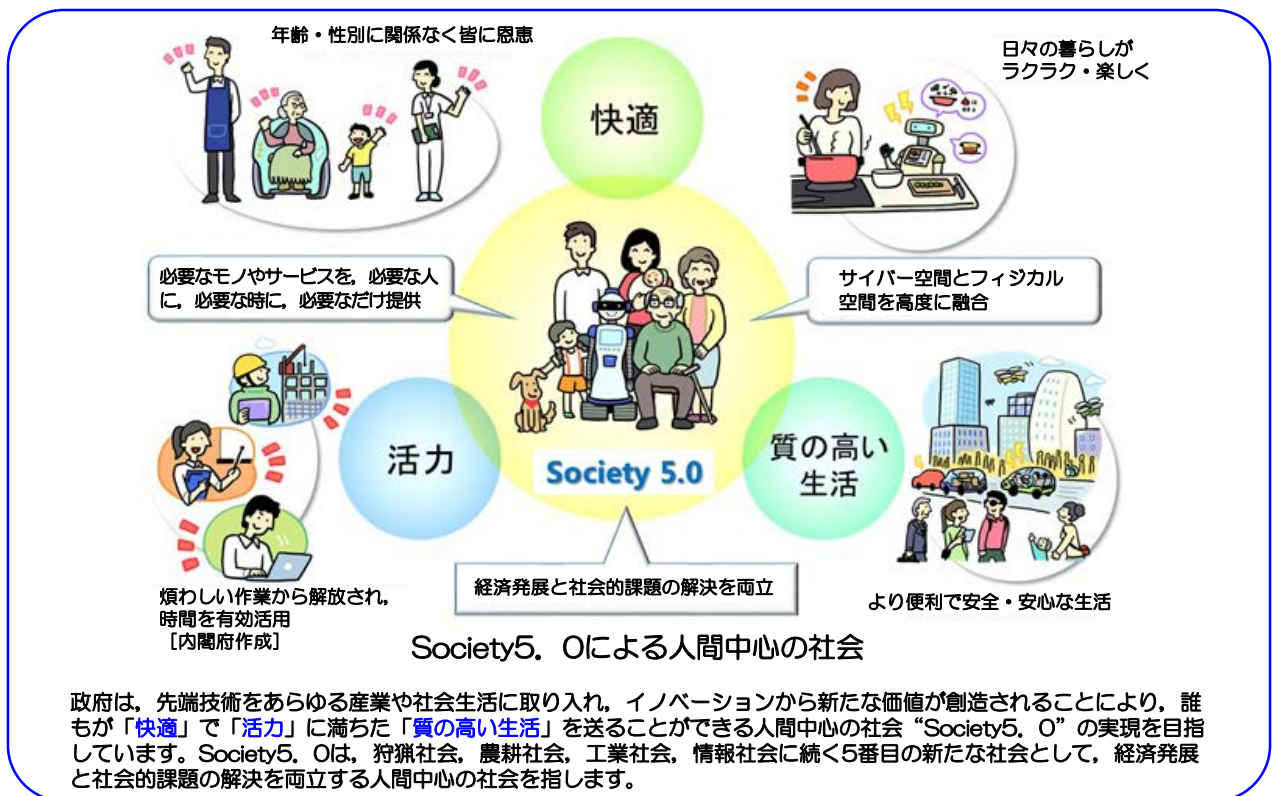 年齢・性別に関係なく皆に恩恵
日々の暮らしが
ラクラク・楽しく
快適
必要なモノやサービスを，必要な人
に，必要な時に，必要なだけ提供
サイバー空間とフィジカル
空間を高度に融合
活力
質の高い
生活
Society 5.0
経済発展と社会的課題の解決を両立
煩わしい作業から解放され，
時間を有効活用
［内閣府作成］
より便利で安全・安心な生活
Society5．0による人間中心の社会
政府は，先端技術をあらゆる産業や社会生活に取り入れ，イノベーションから新たな価値が創造されることにより，誰
もが「快適」で「活力」に満ちた「質の高い生活」を送ることができる人間中心の社会“Society5．0”の実現を目指
しています。Society5．0は，狩猟社会，農耕社会，工業社会，情報社会に続く5番目の新たな社会として，経済発展
と社会的課題の解決を両立する人間中心の社会を指します。